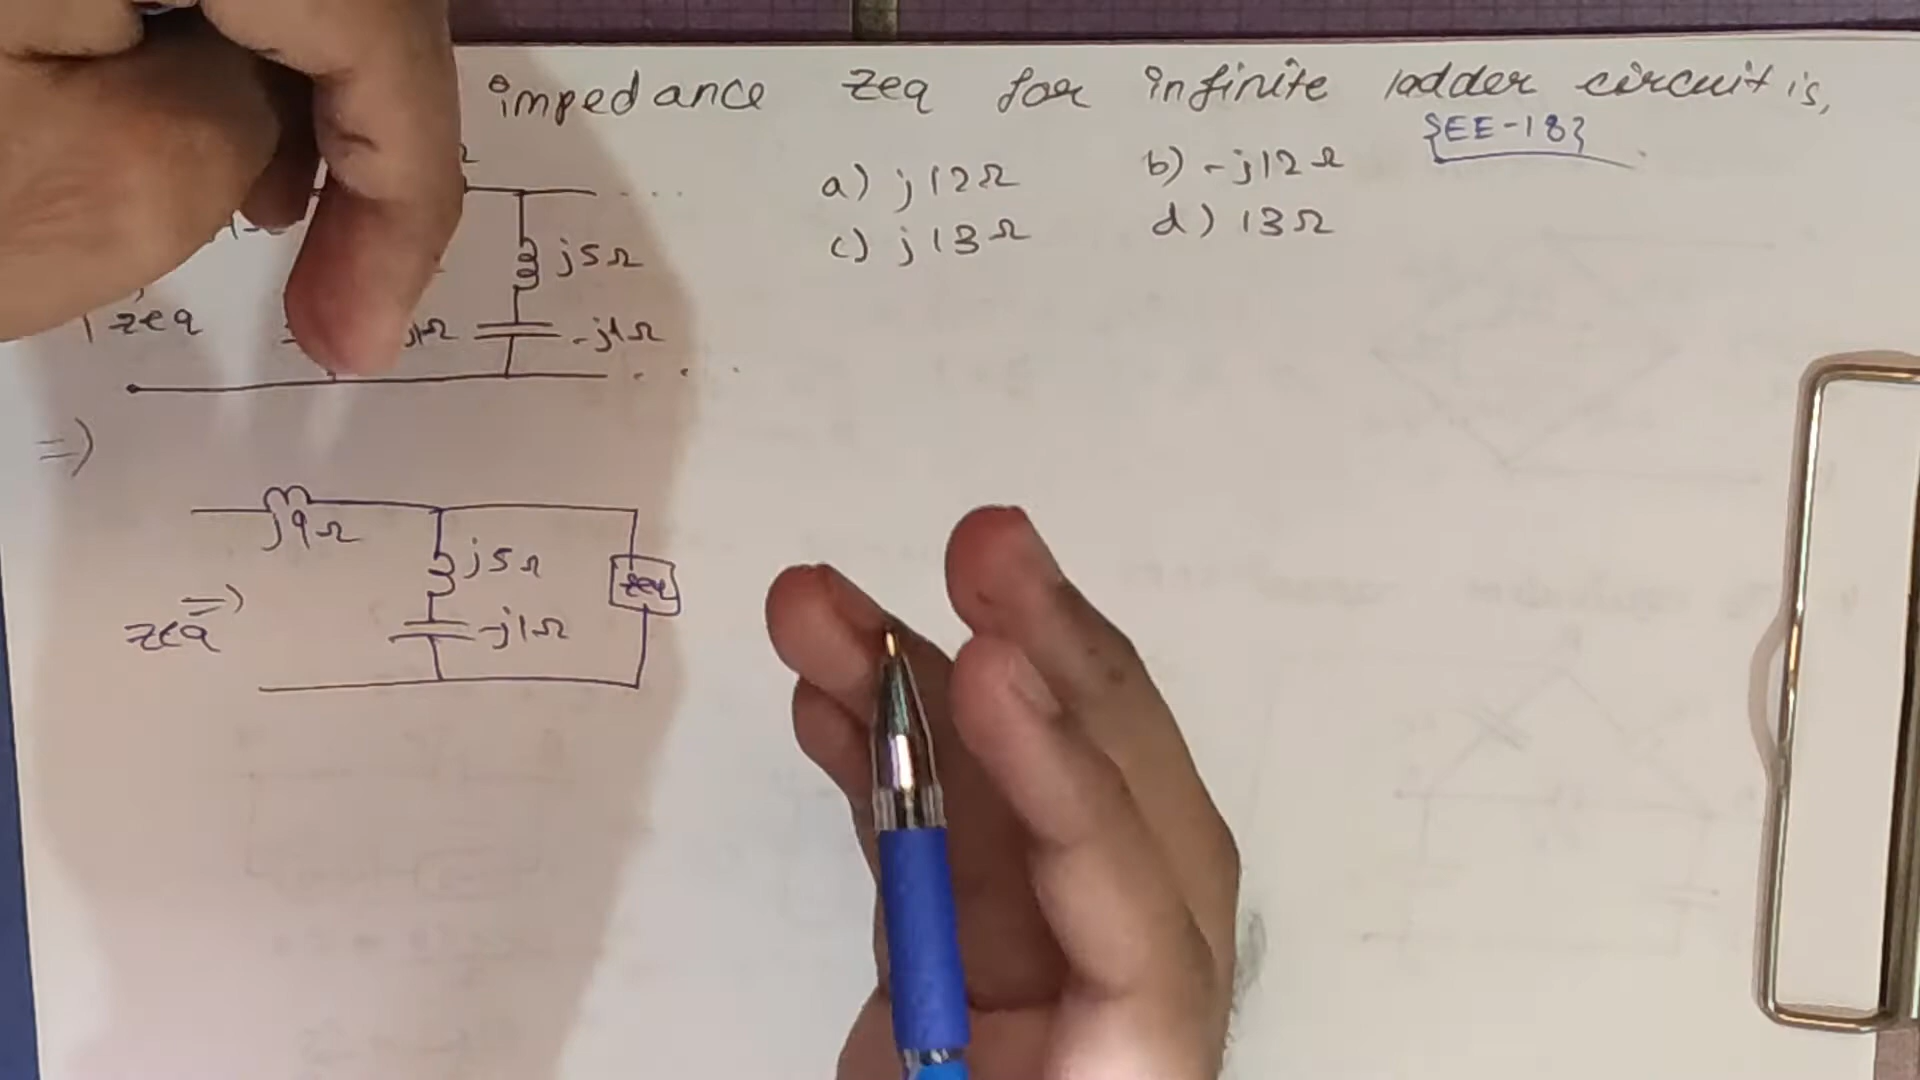 impedance zeq for infinite ladder circuit is,
{EE-18}
a) j12Ω b) -j12Ω
c) j13Ω d) 13Ω
j5Ω
zeq
-j1Ω
=>
j9Ω
j5Ω
zeq
=>
zeq
-j1Ω